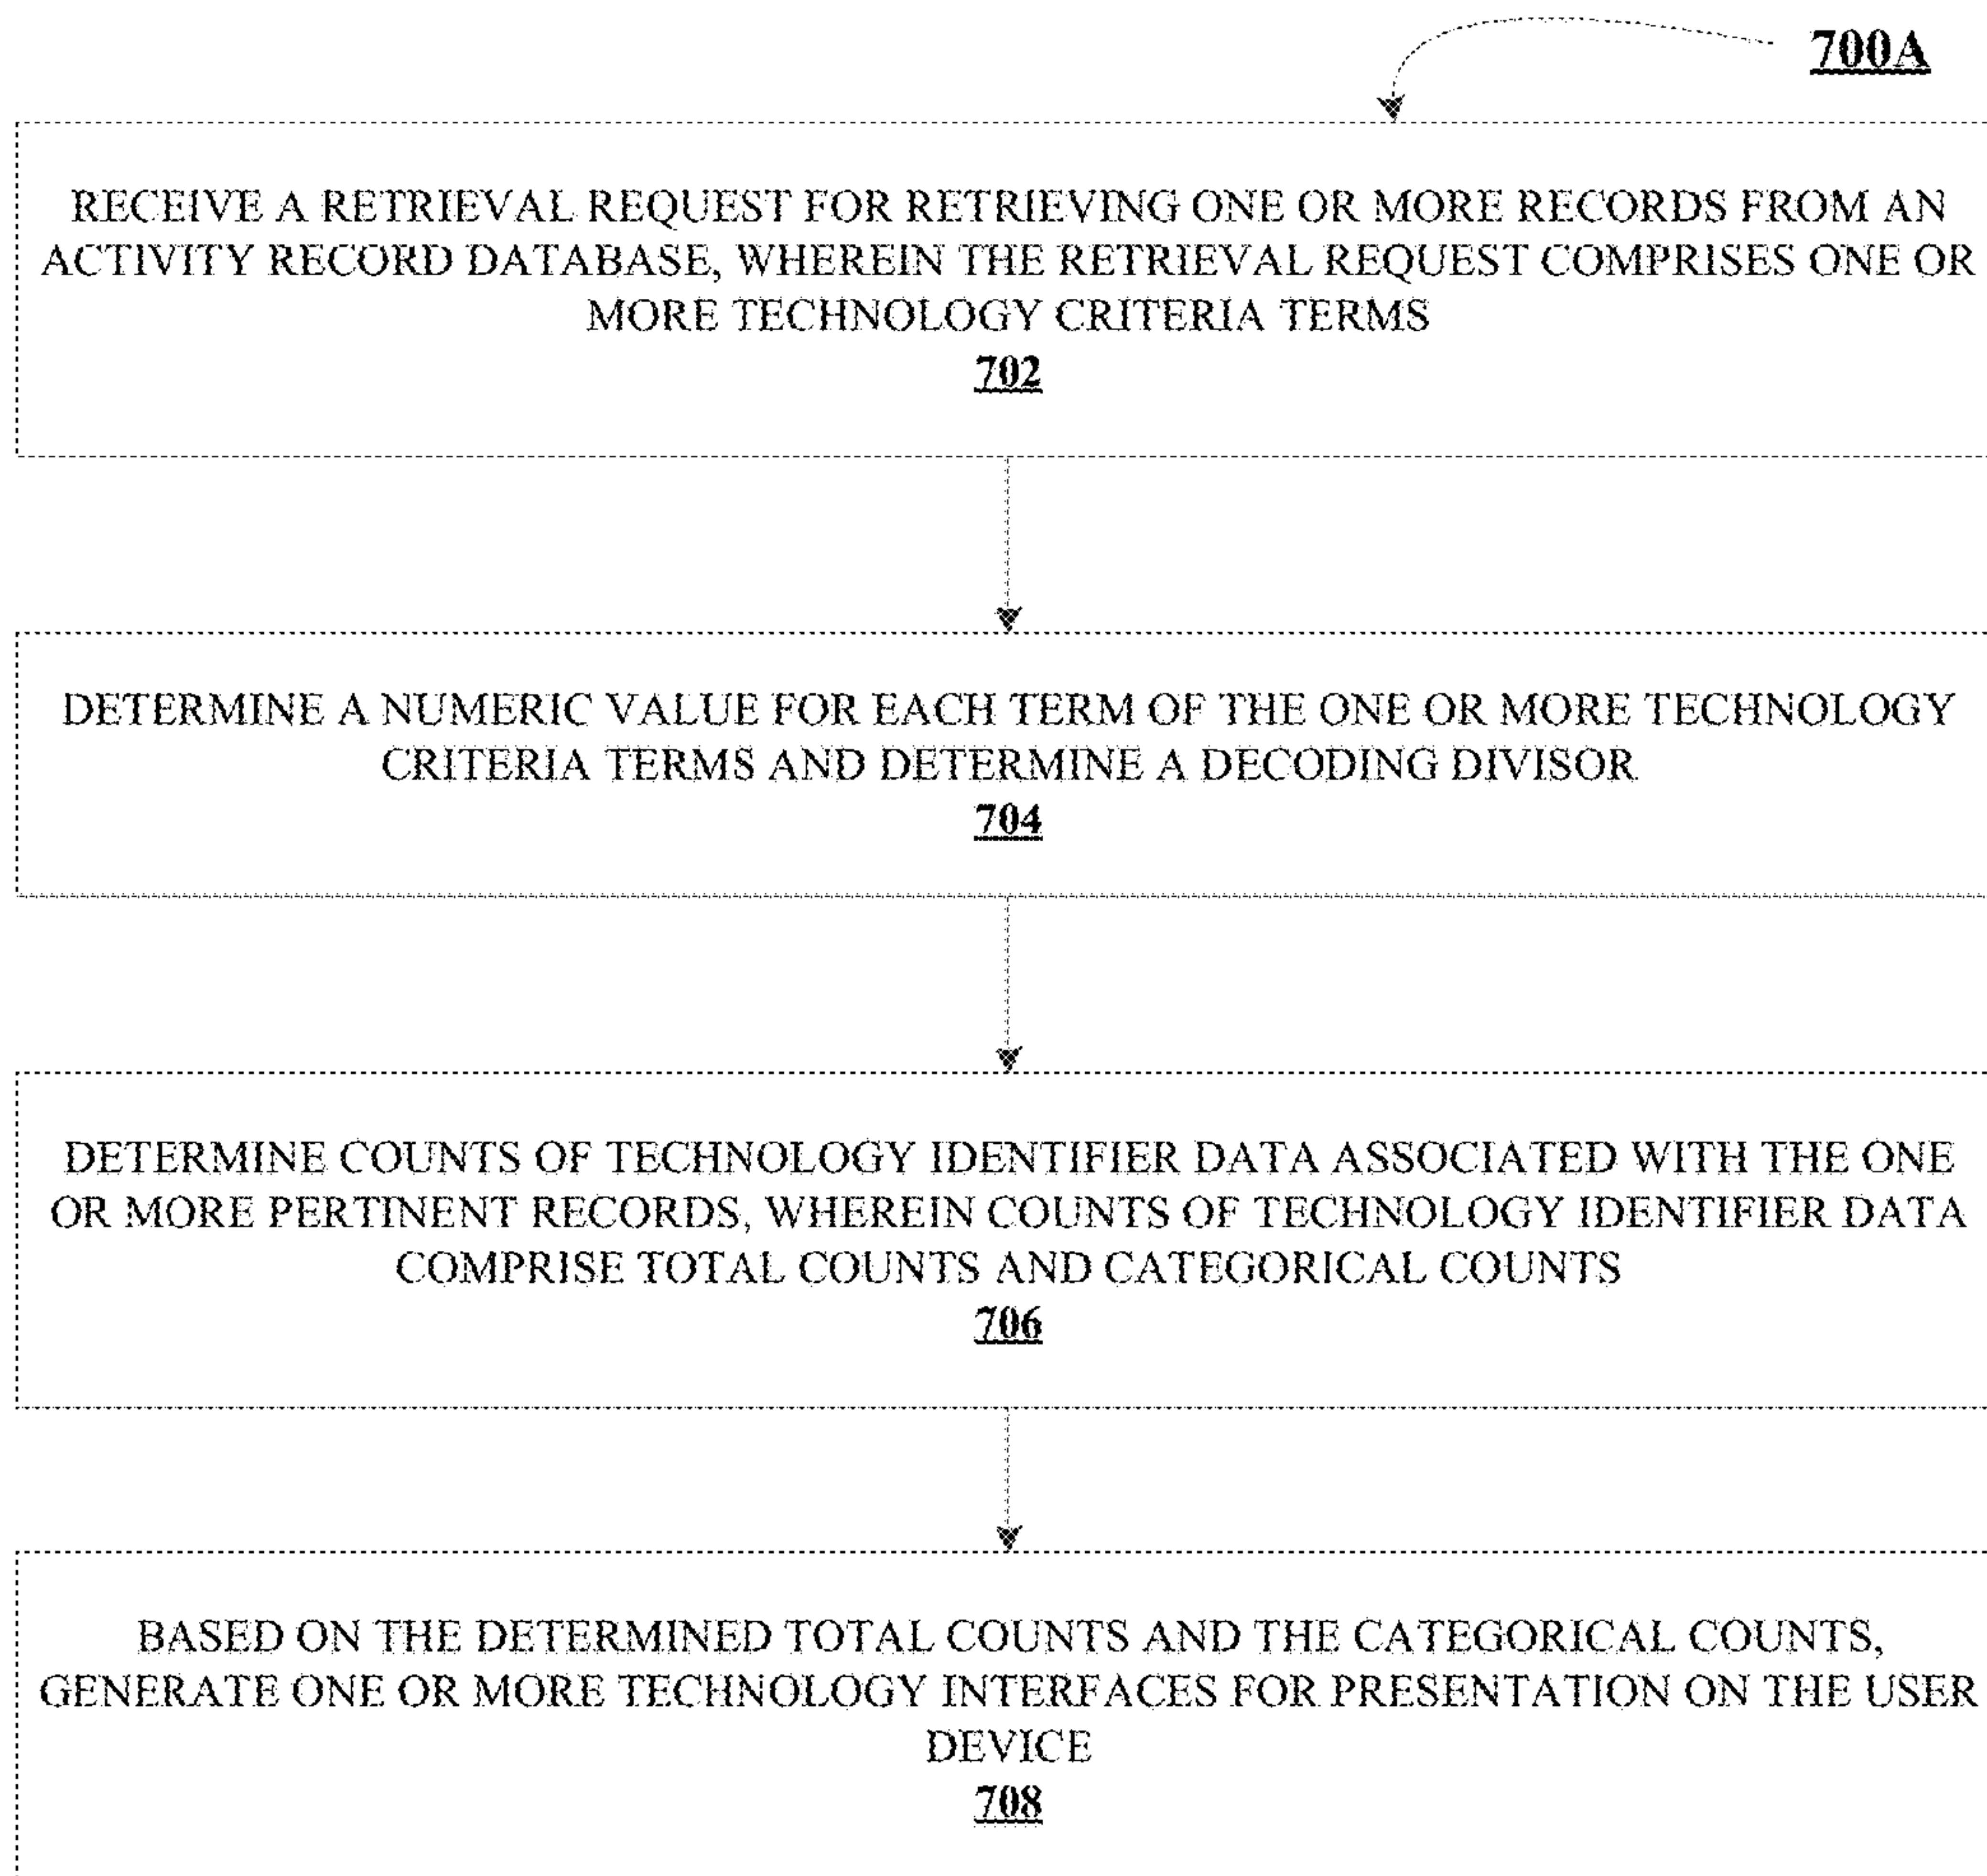 700A
RECEIVE A RETRIEVAL REQUEST FOR RETRIEVING ONE OR MORE RECORDS FROM AN
ACTIVITY RECORD DATABASE, WHEREIN THE RETRIEVAL REQUEST COMPRISES ONE OR
MORE TECHNOLOGY CRITERIA TERMS
702
DETERMINE A NUMERIC VALUE FOR EACH TERM OF THE ONE OR MORE TECHNOLOGY
CRITERIA TERMS AND DETERMINE A DECODING DIVISOR
704
DETERMINE COUNTS OF TECHNOLOGY IDENTIFIER DATA ASSOCIATED WITH THE ONE
OR MORE PERTINENT RECORDS, WHEREIN COUNTS OF TECHNOLOGY IDENTIFIER DATA
COMPRISE TOTAL COUNTS AND CATEGORICAL COUNTS
706
BASED ON THE DETERMINED TOTAL COUNTS AND THE CATEGORICAL COUNTS,
GENERATE ONE OR MORE TECHNOLOGY INTERFACES FOR PRESENTATION ON THE USER
DEVICE
708